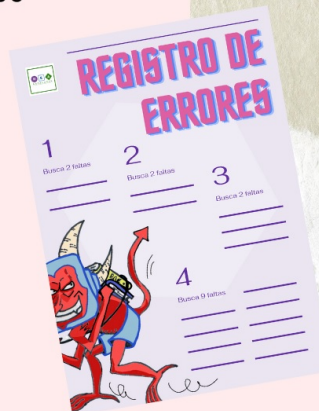 REGISTRO DE
ERRORES
1
Busca 2 faltas
2
Busca 2 faltas
3
Busca 2 faltas
4
Busca 9 faltas